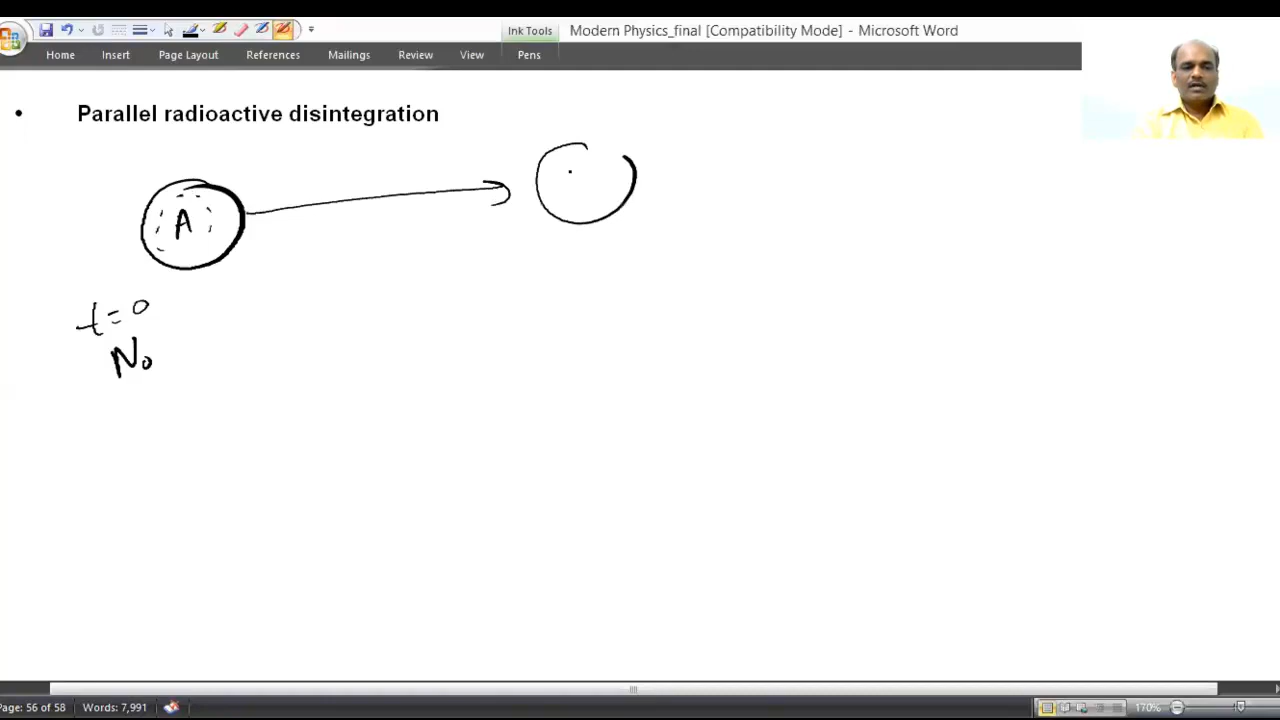 Ink Tools
Modern Physics_final [Compatibility Mode] - Microsoft Word
Home Insert Page Layout References Mailings Review View Pens
• Parallel radioactive disintegration
A
t=0
N₀
Page: 56 of 58 Words: 7,991 170%